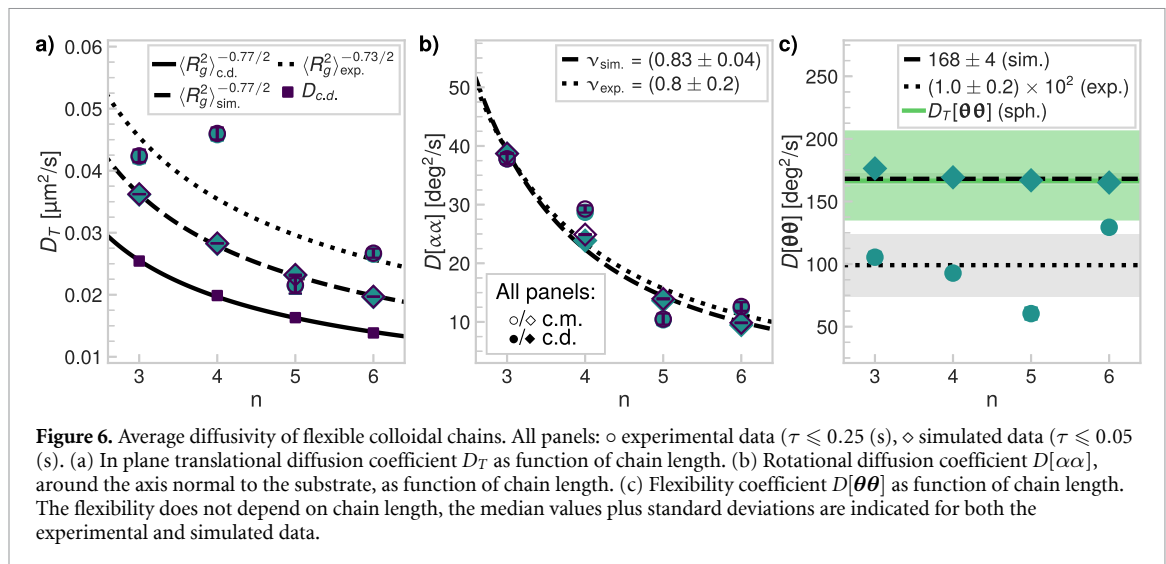 a)
0.06
0.05
0.04
0.03
0.02
0.01
D_T [μm²/s]
⟨R_g²⟩_c.d.^−0.77/2
⟨R_g²⟩_sim.^−0.77/2
⟨R_g²⟩_exp.^−0.73/2
D_c.d.
3 4 5 6
n
b)
50
40
30
20
10
D[αα] [deg²/s]
ν_sim. = (0.83 ± 0.04)
ν_exp. = (0.8 ± 0.2)
All panels:
○/◇ c.m.
●/◆ c.d.
3 4 5 6
n
c)
250
200
150
100
50
D[θθ] [deg²/s]
168 ± 4 (sim.)
(1.0 ± 0.2) × 10² (exp.)
D_T[θθ] (sph.)
3 4 5 6
n
Figure 6. Average diffusivity of flexible colloidal chains. All panels: ○ experimental data (τ ⩽ 0.25 (s), ⋄ simulated data (τ ⩽ 0.05
(s). (a) In plane translational diffusion coefficient D_T as function of chain length. (b) Rotational diffusion coefficient D[αα],
around the axis normal to the substrate, as function of chain length. (c) Flexibility coefficient D[θθ] as function of chain length.
The flexibility does not depend on chain length, the median values plus standard deviations are indicated for both the
experimental and simulated data.